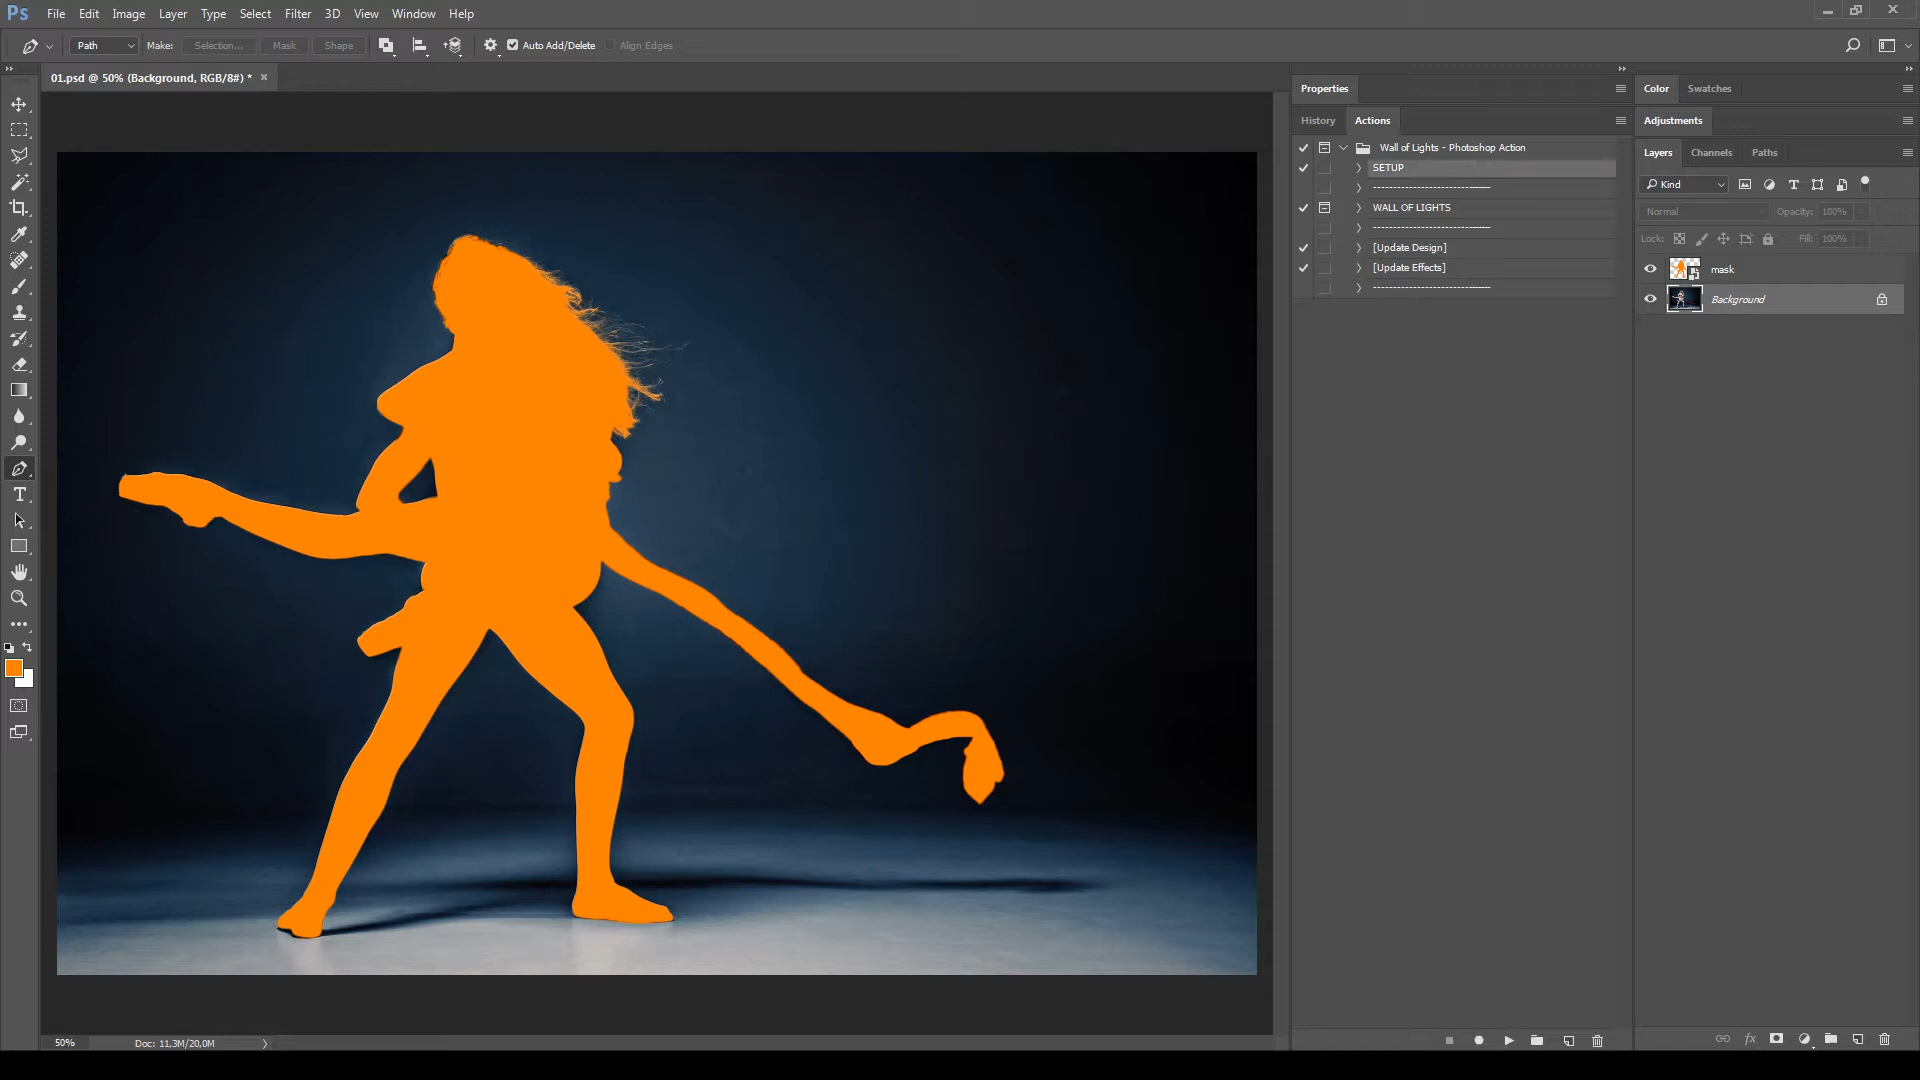 Ps File Edit Image Layer Type Select Filter 3D View Window Help
Path Make: Selection... Mask Shape Auto Add/Delete Align Edges
01.psd @ 50% (Background, RGB/8#) *
Properties
Color Swatches
History Actions
Adjustments
Wall of Lights - Photoshop Action
SETUP
------------------------------
WALL OF LIGHTS
------------------------------
[Update Design]
[Update Effects]
------------------------------
Layers Channels Paths
Kind
Normal Opacity: 100%
Lock: Fill: 100%
mask
Background
T
fx
50% Doc: 11,3M/20,0M